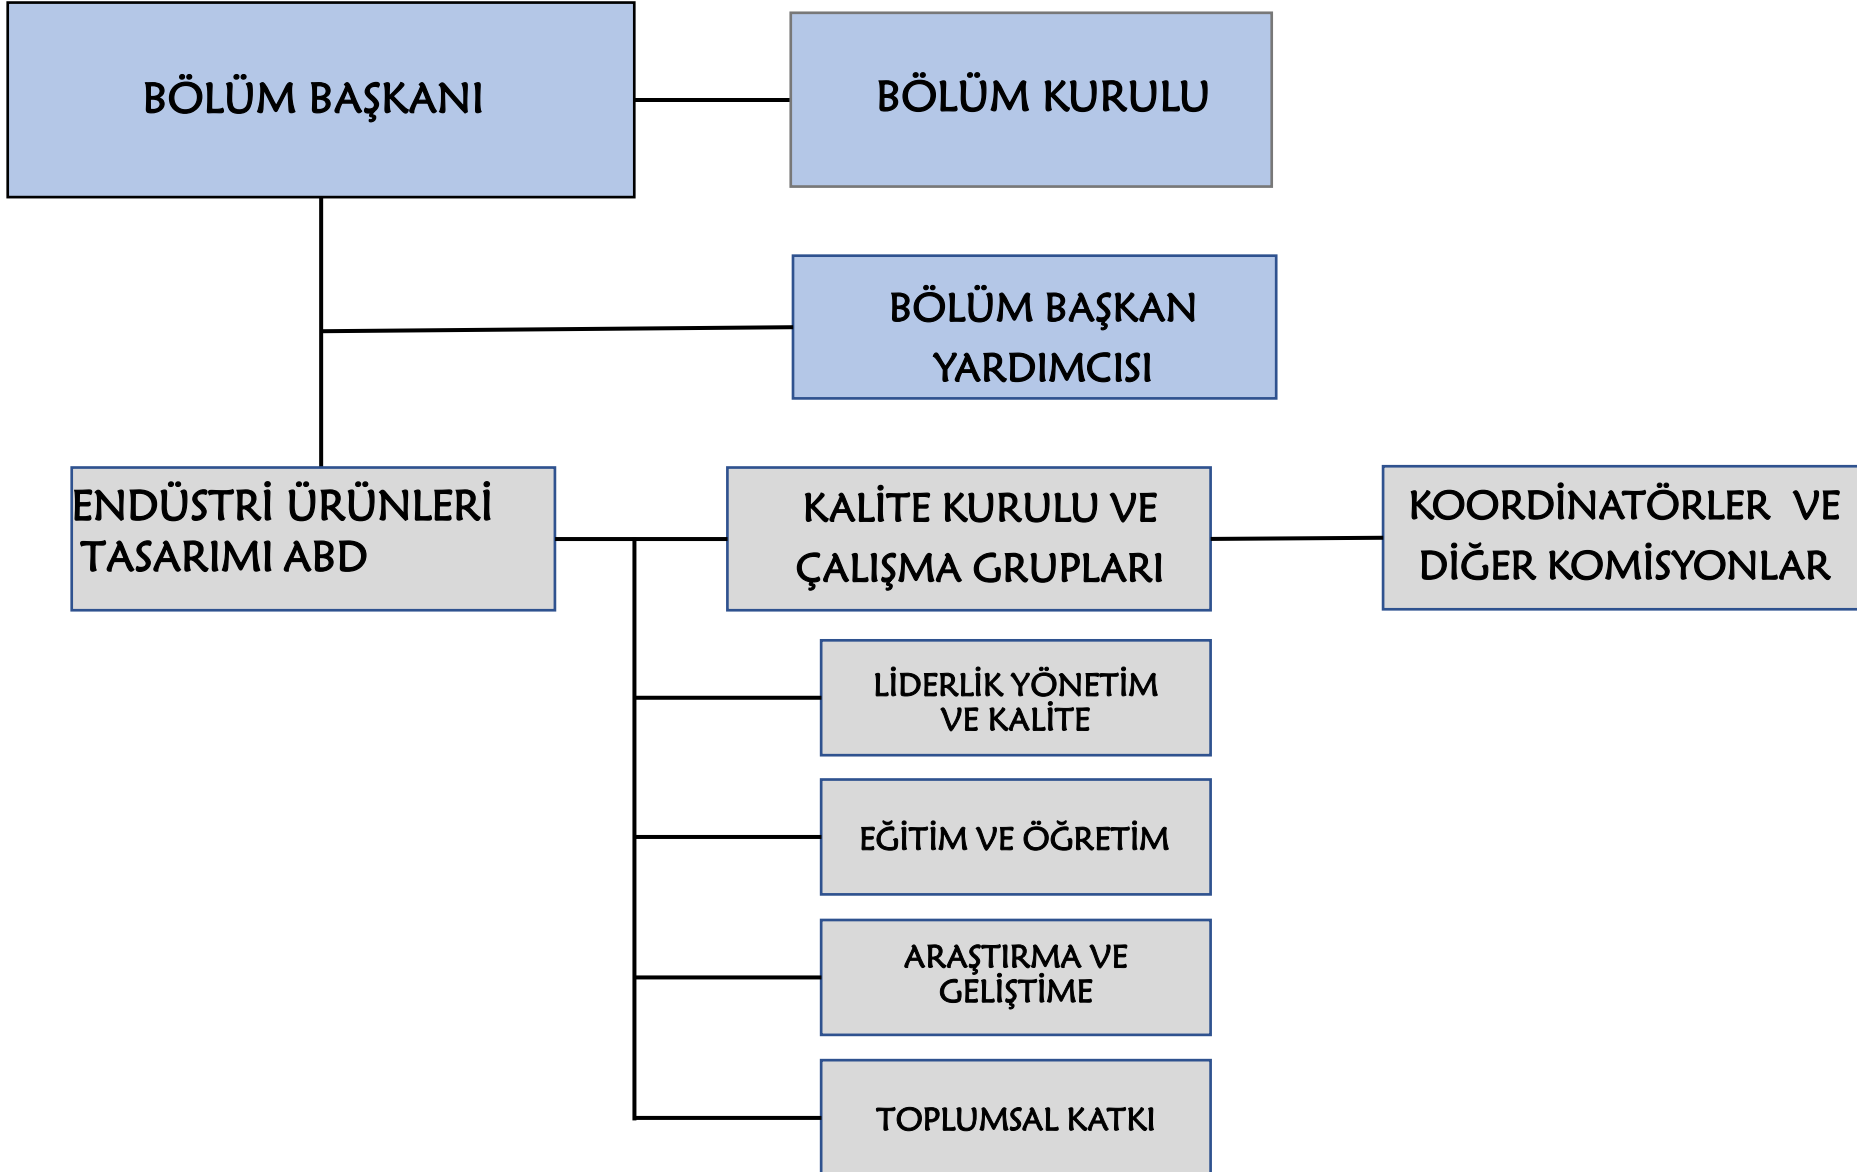 BÖLÜM BAŞKANI
BÖLÜM KURULU
BÖLÜM BAŞKAN
YARDIMCISI
ENDÜSTRİ ÜRÜNLERİ
TASARIMI ABD
KALİTE KURULU VE
ÇALIŞMA GRUPLARI
KOORDİNATÖRLER VE
DİĞER KOMİSYONLAR
LİDERLİK YÖNETİM
VE KALİTE
EĞİTİM VE ÖĞRETİM
ARAŞTIRMA VE
GELİŞTİME
TOPLUMSAL KATKI